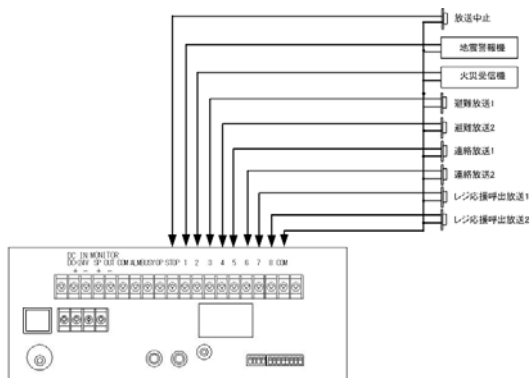 放送中止
地震警報機
火災受信機
避難放送1
避難放送2
連絡放送1
連絡放送2
レジ応援呼出放送1
レジ応援呼出放送2
DC IN MONITOR
DC+24V SP OUT COM ALM BUSY OP STOP 1 2 3 4 5 6 7 8 COM
+ - + -